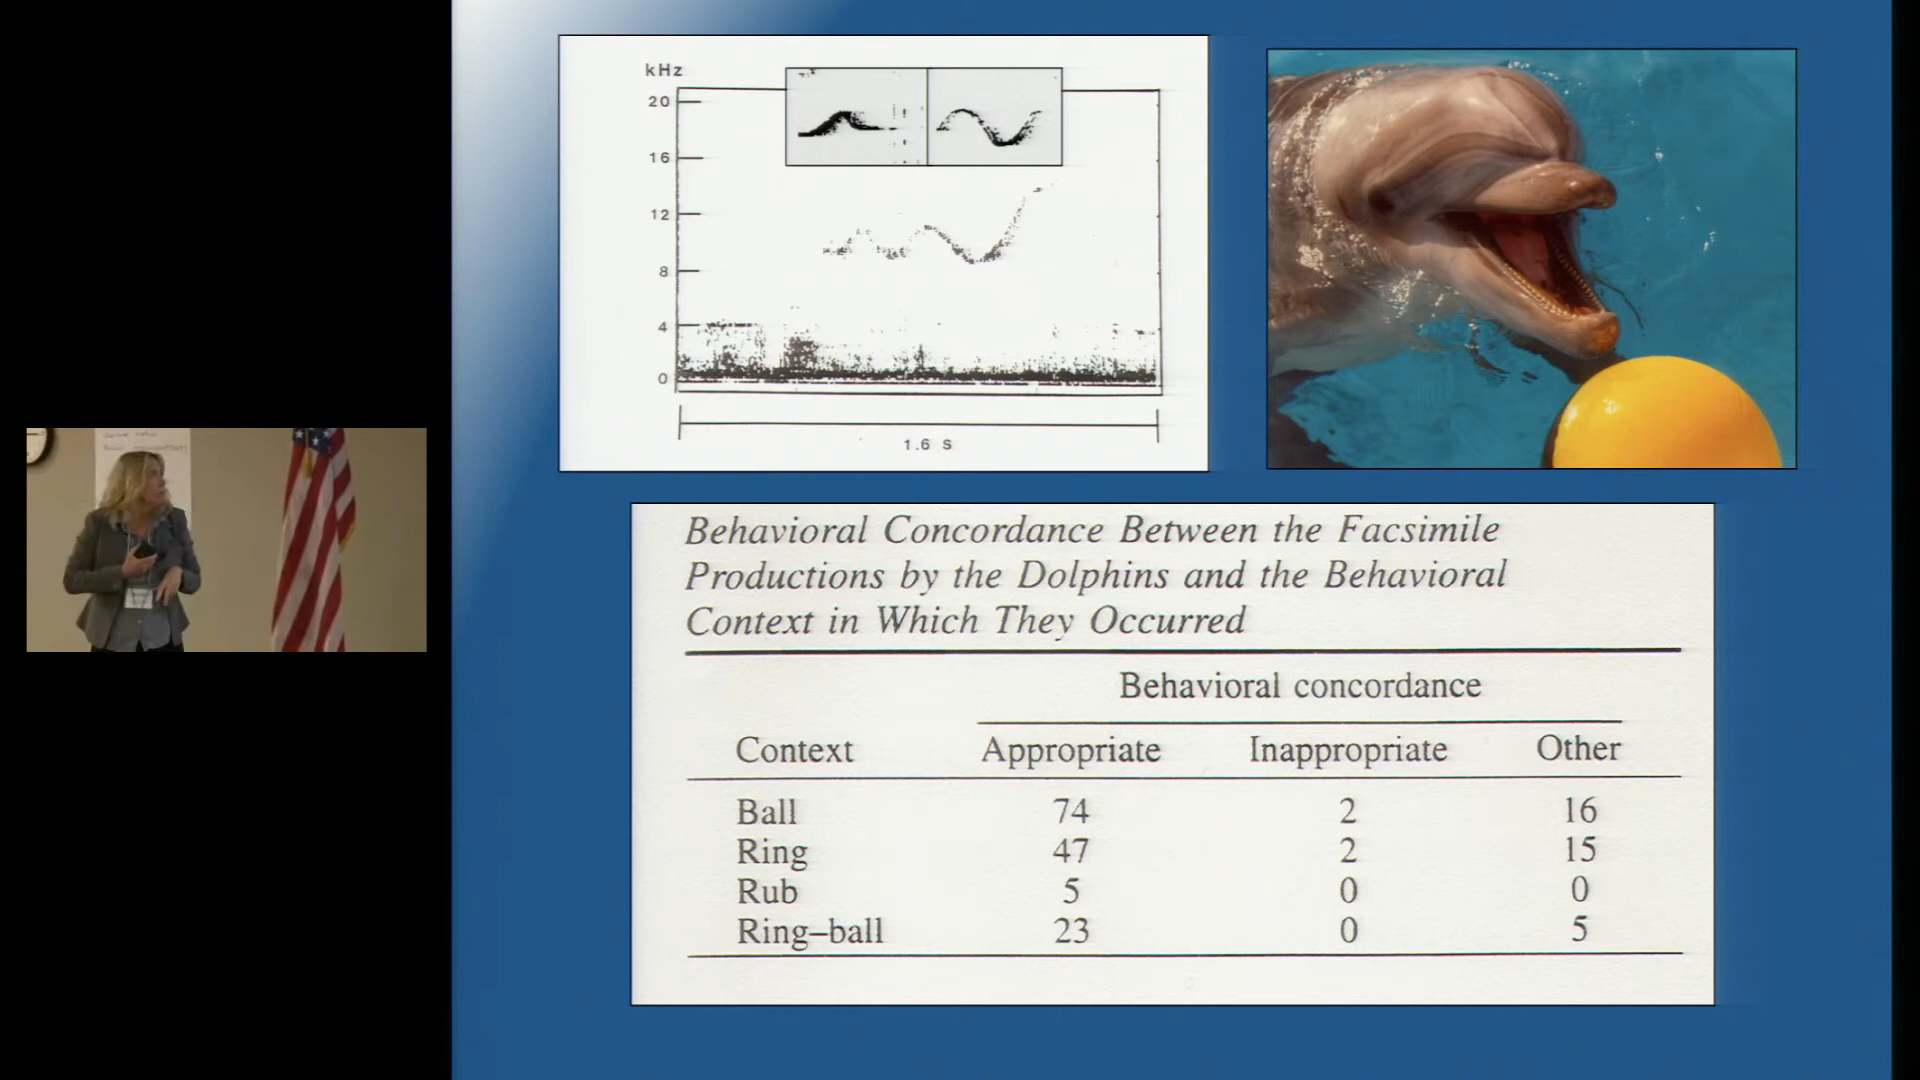 kHz
20
16
12
8
4
0
1.6 S
Behavioral Concordance Between the Facsimile
Productions by the Dolphins and the Behavioral
Context in Which They Occurred
Behavioral concordance
Context Appropriate Inappropriate Other
Ball 74 2 16
Ring 47 2 15
Rub 5 0 0
Ring–ball 23 0 5